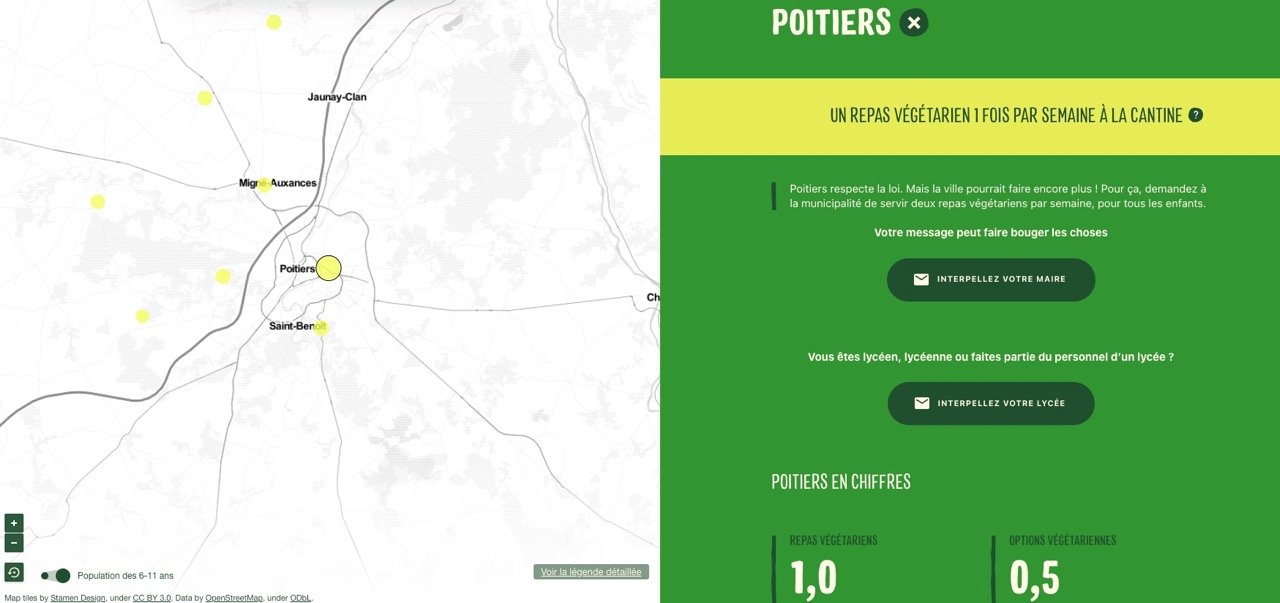 Jaunay-Clan
Migné-Auxances
Poitiers
Saint-Benoit
Ch
+
−
Population des 6-11 ans
Voir la légende détaillée
Map tiles by Stamen Design, under CC BY 3.0. Data by OpenStreetMap, under ODbL.
POITIERS
UN REPAS VÉGÉTARIEN 1 FOIS PAR SEMAINE À LA CANTINE ?
Poitiers respecte la loi. Mais la ville pourrait faire encore plus ! Pour ça, demandez à
la municipalité de servir deux repas végétariens par semaine, pour tous les enfants.
Votre message peut faire bouger les choses
INTERPELLEZ VOTRE MAIRE
Vous êtes lycéen, lycéenne ou faites partie du personnel d'un lycée ?
INTERPELLEZ VOTRE LYCÉE
POITIERS EN CHIFFRES
REPAS VÉGÉTARIENS
1,0
OPTIONS VÉGÉTARIENNES
0,5